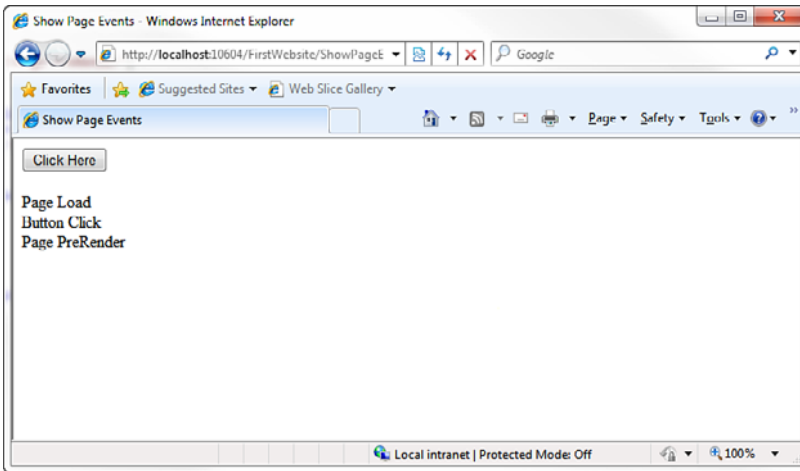 Show Page Events - Windows Internet Explorer
http://localhost:10604/FirstWebsite/ShowPageE
Google
Favorites Suggested Sites Web Slice Gallery
Show Page Events
Page Safety Tools
Click Here
Page Load
Button Click
Page PreRender
Local intranet | Protected Mode: Off
100%